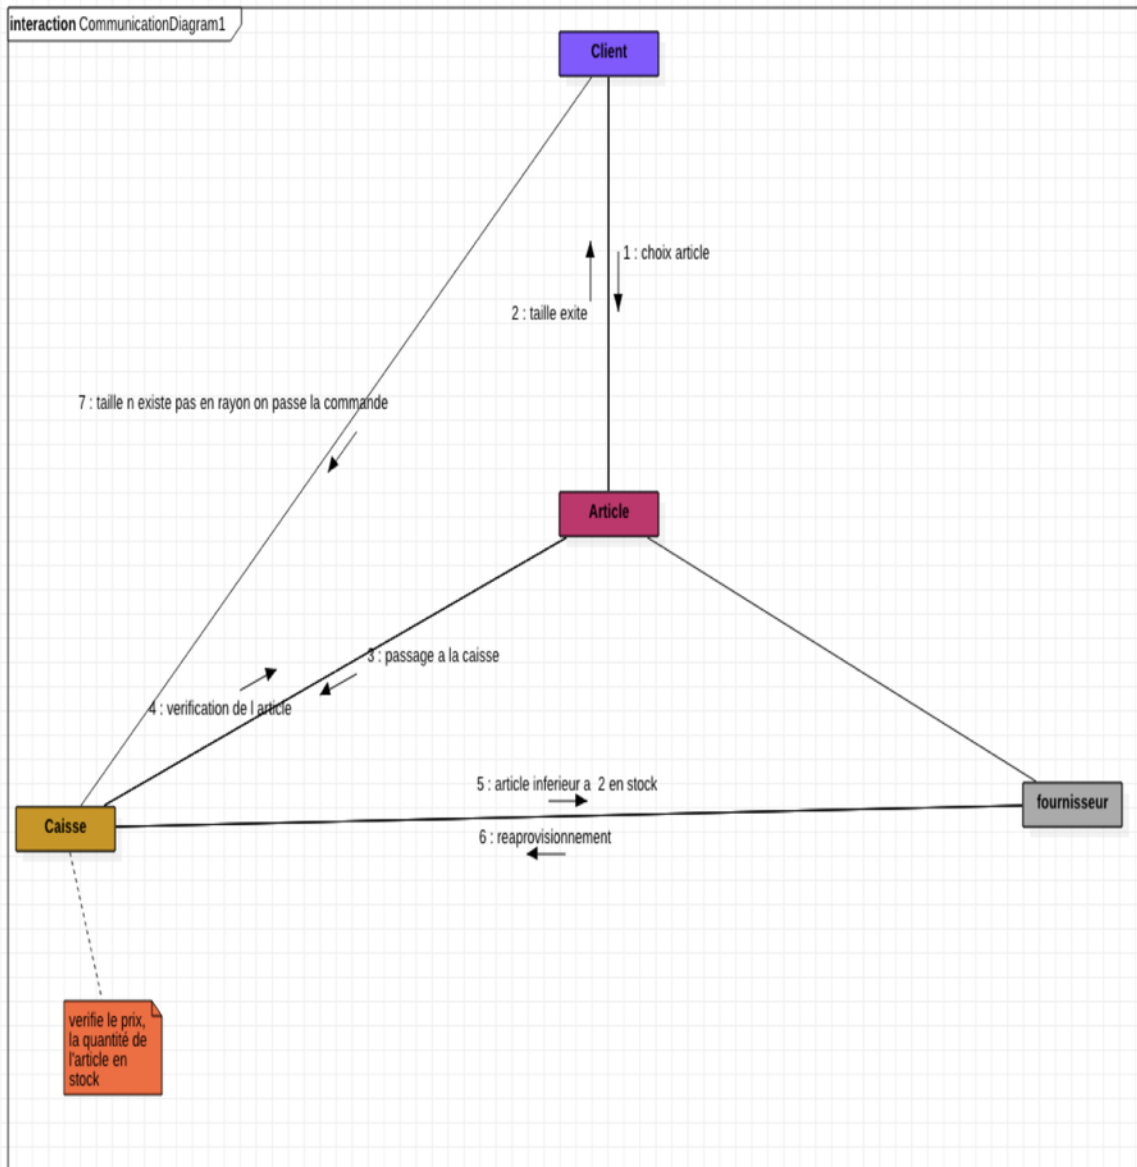 interaction CommunicationDiagram1
Client
1 : choix article
2 : taille exite
7 : taille n existe pas en rayon on passe la commande
Article
3 : passage a la caisse
4 : verification de l article
5 : article inferieur a 2 en stock
fournisseur
Caisse
6 : reaprovisionnement
verifie le prix,
la quantité de
l'article en
stock